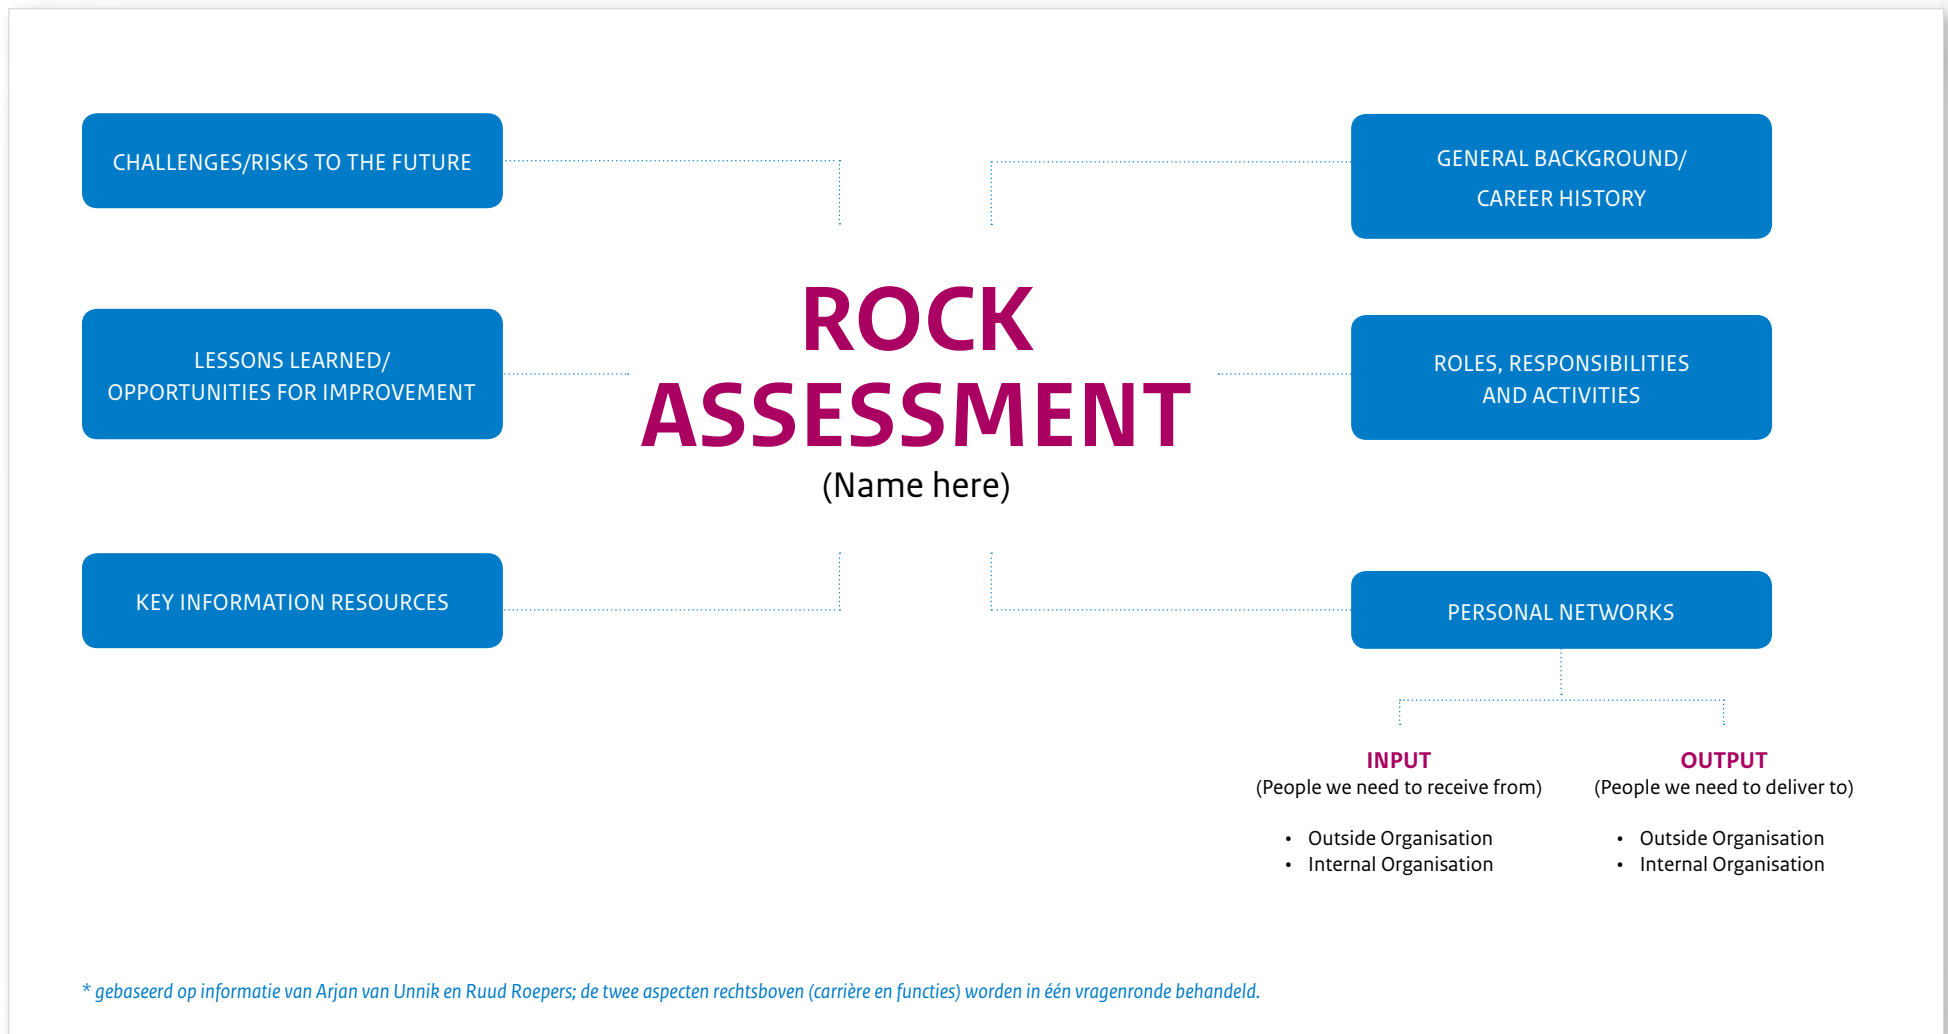 CHALLENGES/RISKS TO THE FUTURE
GENERAL BACKGROUND/
CAREER HISTORY
ROCK
ASSESSMENT
(Name here)
LESSONS LEARNED/
OPPORTUNITIES FOR IMPROVEMENT
ROLES, RESPONSIBILITIES
AND ACTIVITIES
KEY INFORMATION RESOURCES
PERSONAL NETWORKS
INPUT
(People we need to receive from)
• Outside Organisation
• Internal Organisation
OUTPUT
(People we need to deliver to)
• Outside Organisation
• Internal Organisation
* gebaseerd op informatie van Arjan van Unnik en Ruud Roepers; de twee aspecten rechtsboven (carrière en functies) worden in één vragenronde behandeld.